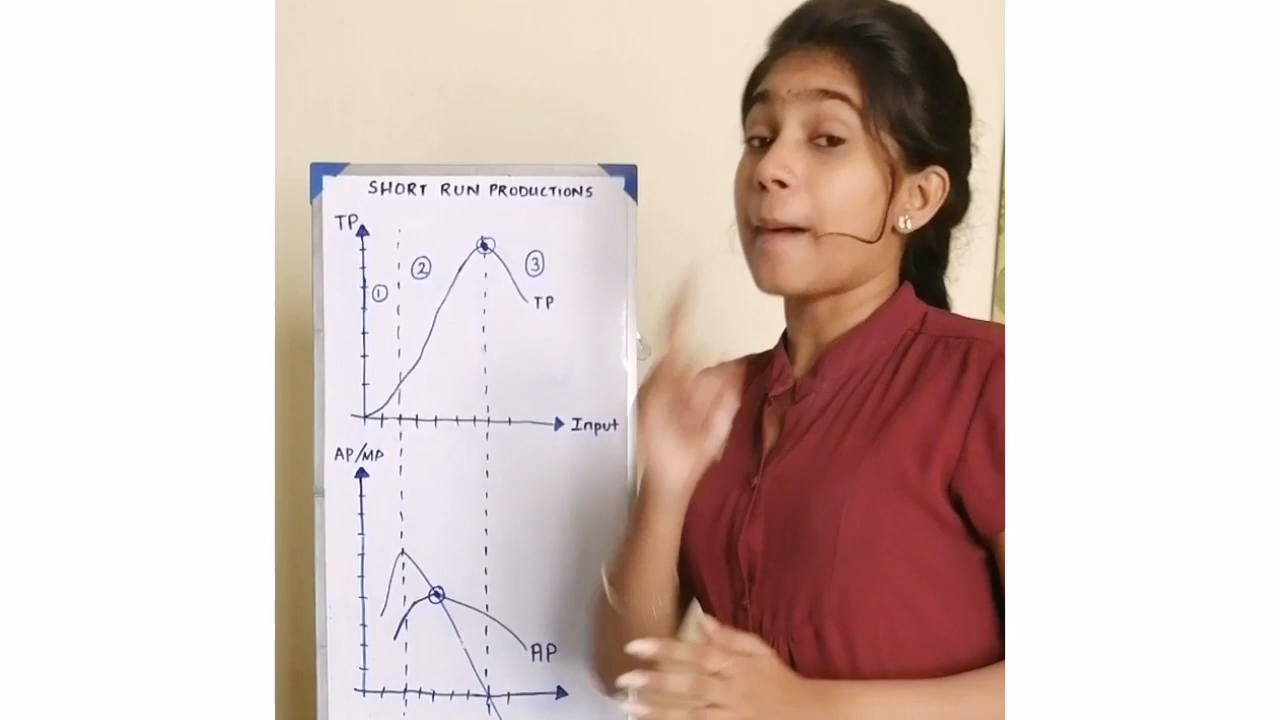 SHORT RUN PRODUCTIONS
TP
①
②
③
TP
Input
AP/MP
AP